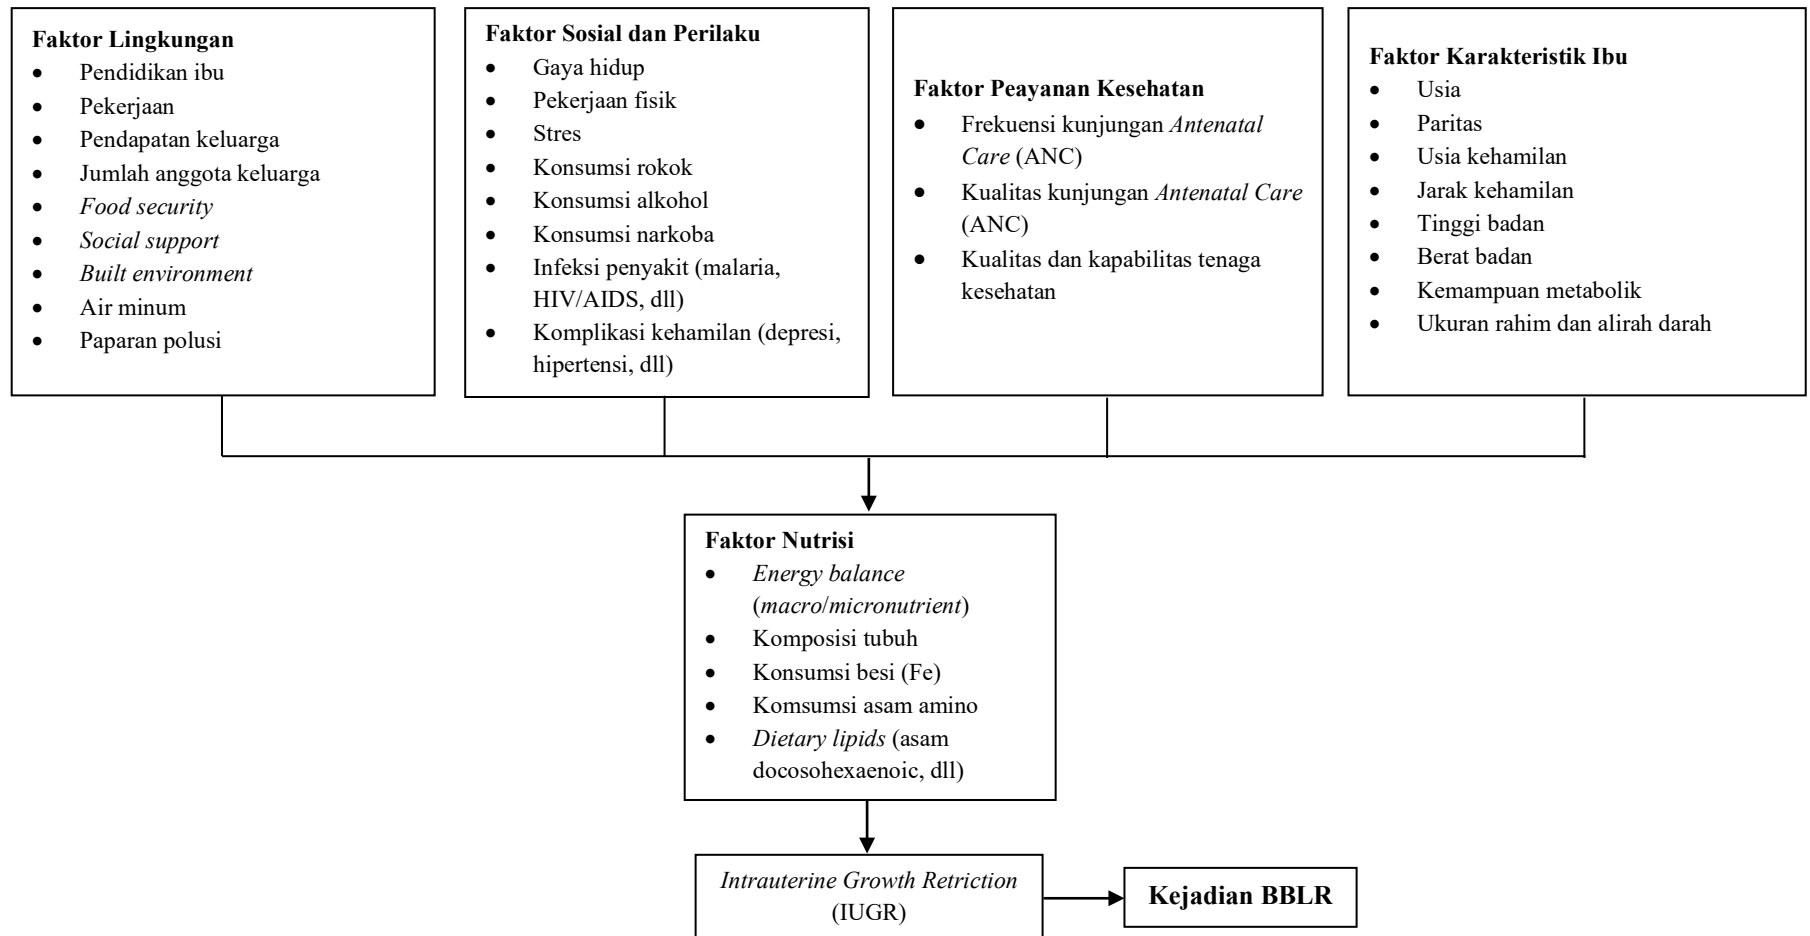 Faktor Lingkungan
• Pendidikan ibu
• Pekerjaan
• Pendapatan keluarga
• Jumlah anggota keluarga
• Food security
• Social support
• Built environment
• Air minum
• Paparan polusi
Faktor Sosial dan Perilaku
• Gaya hidup
• Pekerjaan fisik
• Stres
• Konsumsi rokok
• Konsumsi alkohol
• Konsumsi narkoba
• Infeksi penyakit (malaria,
HIV/AIDS, dll)
• Komplikasi kehamilan (depresi,
hipertensi, dll)
Faktor Peayanan Kesehatan
• Frekuensi kunjungan Antenatal
Care (ANC)
• Kualitas kunjungan Antenatal Care
(ANC)
• Kualitas dan kapabilitas tenaga
kesehatan
Faktor Karakteristik Ibu
• Usia
• Paritas
• Usia kehamilan
• Jarak kehamilan
• Tinggi badan
• Berat badan
• Kemampuan metabolik
• Ukuran rahim dan alirah darah
Faktor Nutrisi
• Energy balance
(macro/micronutrient)
• Komposisi tubuh
• Konsumsi besi (Fe)
• Komsumsi asam amino
• Dietary lipids (asam
docosohexaenoic, dll)
Intrauterine Growth Retriction
(IUGR)
Kejadian BBLR